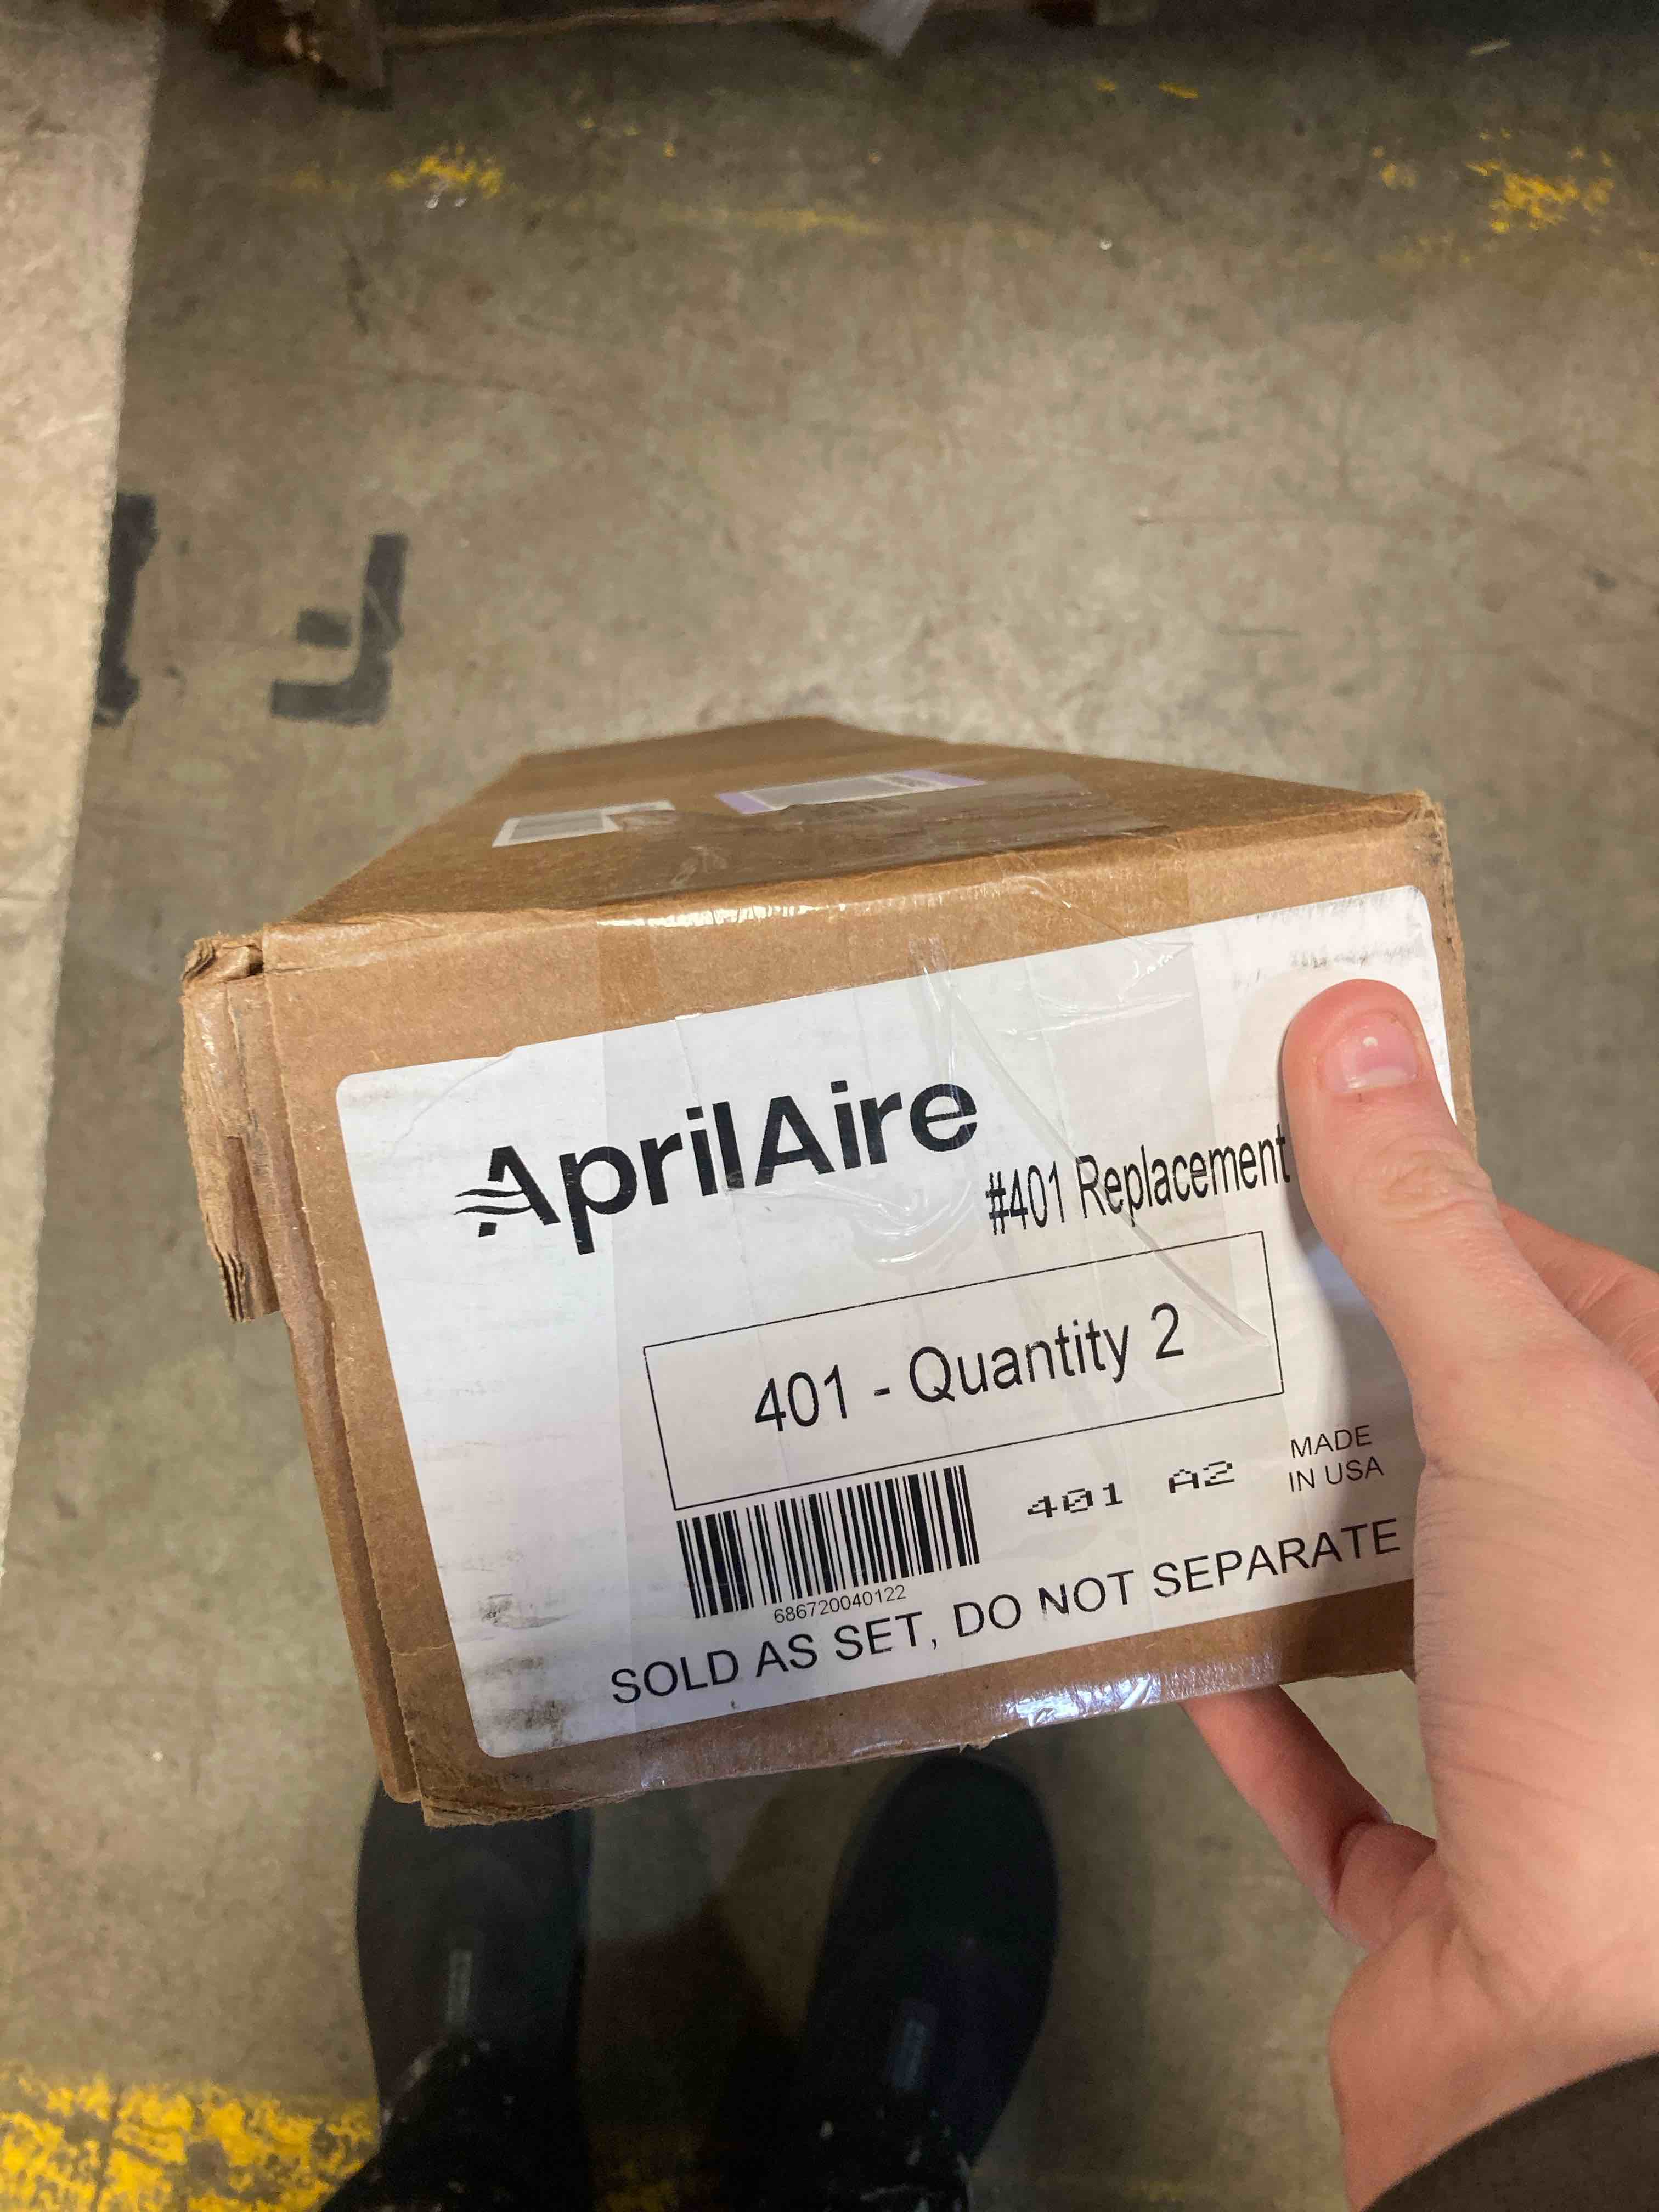 AprilAire
#401 Replacement
401 - Quantity 2
401 A2
MADE
IN USA
686720040122
SOLD AS SET, DO NOT SEPARATE